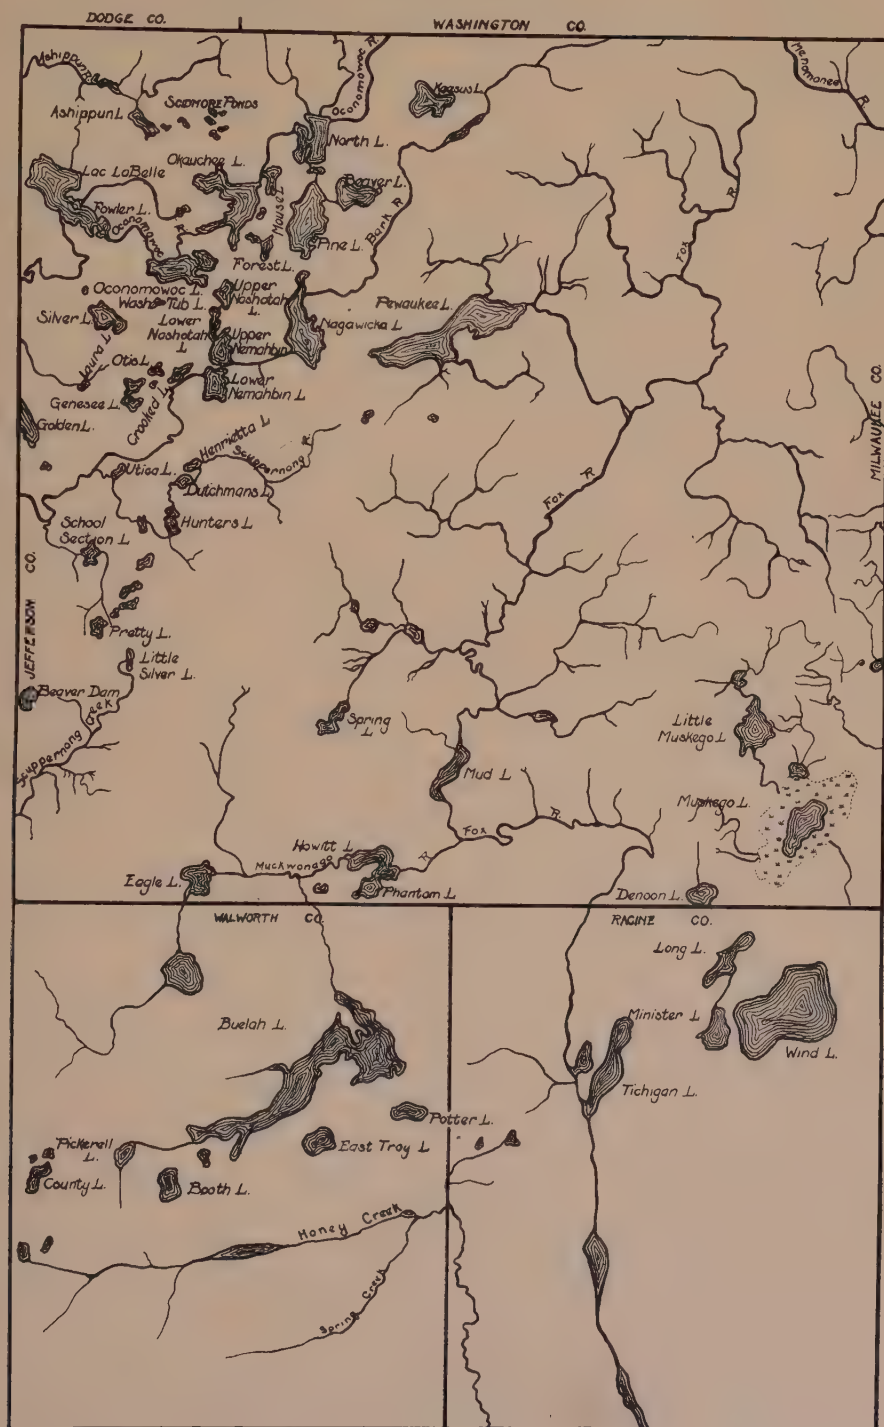 DODGE CO.
WASHINGTON CO.
Ashippun R.
Oconomowoc R.
Menomonee R.
SCIDMORE PONDS
Keesus L.
Ashippun L.
North L.
Okauchee L.
Lac LaBelle
Mouse L
Beaver L.
Fowler L.
Oconomowoc R.
Bark R.
Fox R.
Pine L.
Forest L.
Oconomowoc L.
Wash Tub L.
Upper
Nashotah
L.
Pewaukee L.
Silver L.
Lower
Nashotah
L
Upper
Nemahbin
Nagawicka L
Laura L
Otis L.
Lower
Nemahbin L
Genesee L.
Crooked L
Golden L.
MILWAUKEE CO.
Henrietta L
Scuppernong R.
Utica L.
Dutchmans L
Fox R
School
Section L
Hunters L
JEFFERSON CO.
Pretty L.
Little
Silver L.
Beaver Dam
Scuppernong Creek
Spring
L
Little
Muskego L
Mud L
Muskego L.
Howitt L
Fox R.
Muckwonago R
Eagle L.
Phantom L
Denoon L.
WALWORTH CO.
RACINE CO.
Long L.
Buelah L.
Minister L
Wind L.
Tichigan L.
Potter L.
Pickerell
L.
East Troy L
County L.
Booth L.
Honey Creek
Spring Creek